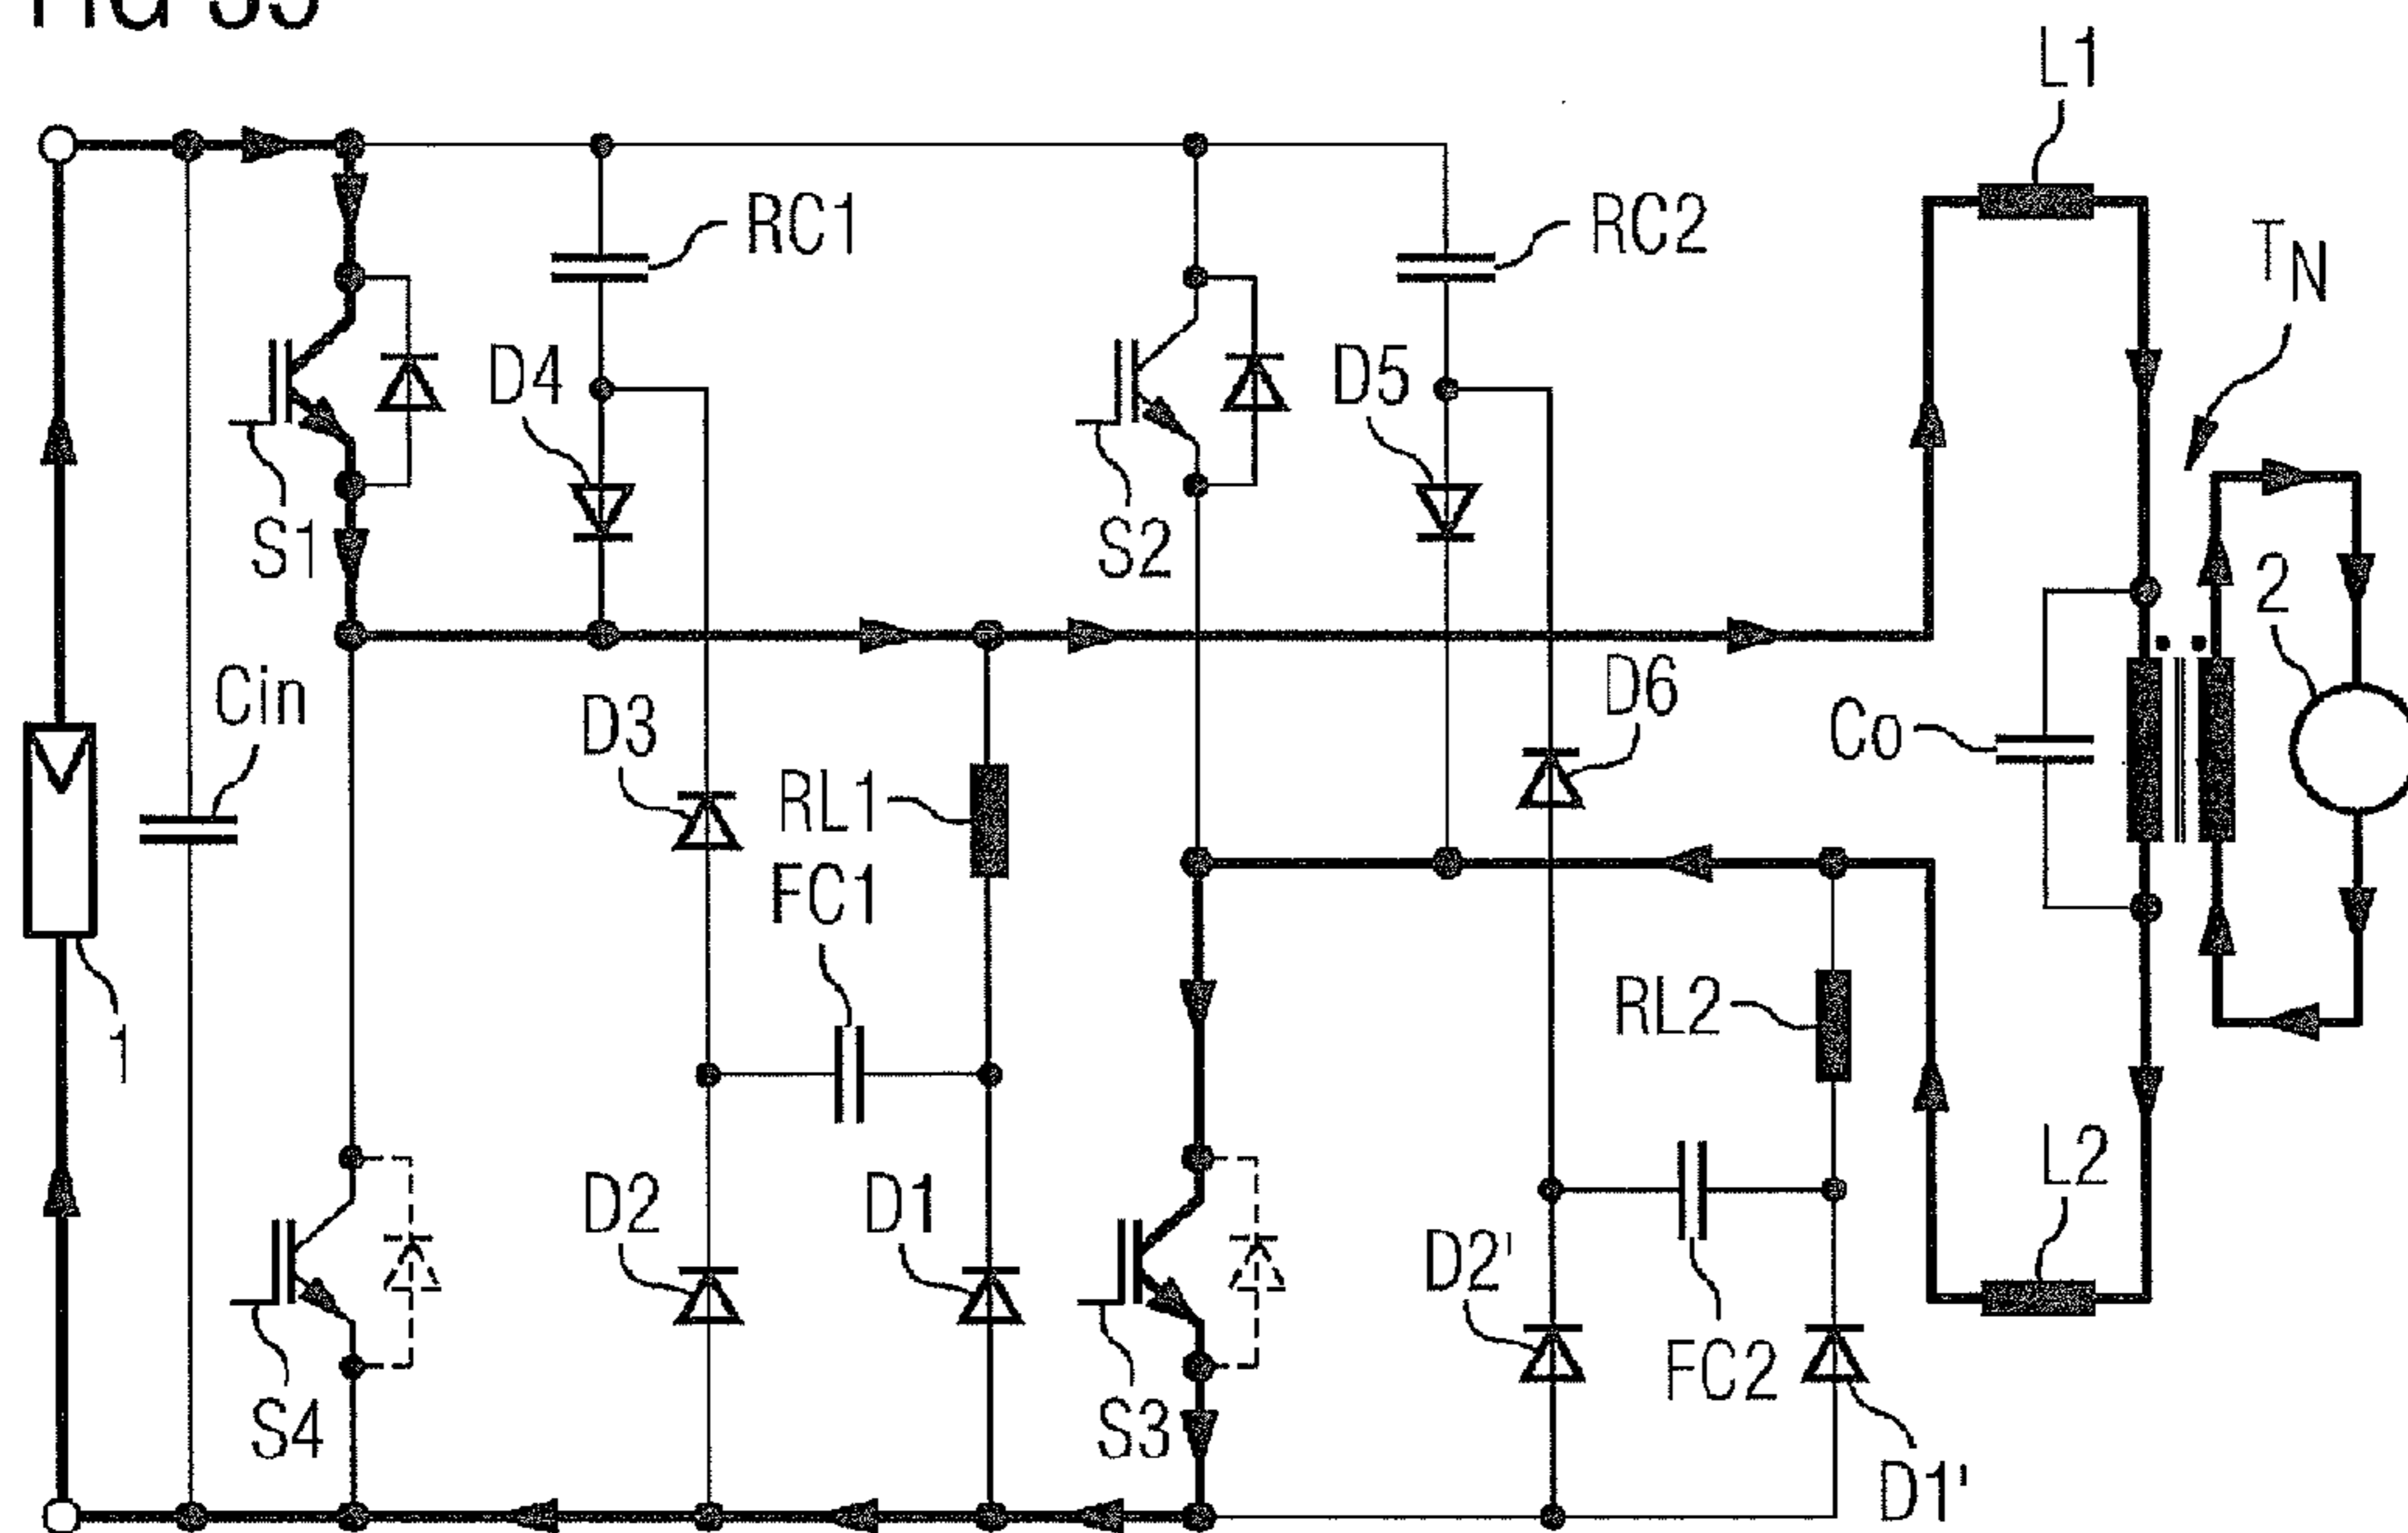 L1
RC1
RC2
TN
D4
D5
S1
S2
2
Cin
D3
D6
Co
RL1
FC1
RL2
1
D2
D1
L2
D2'
FC2
S4
S3
D1'